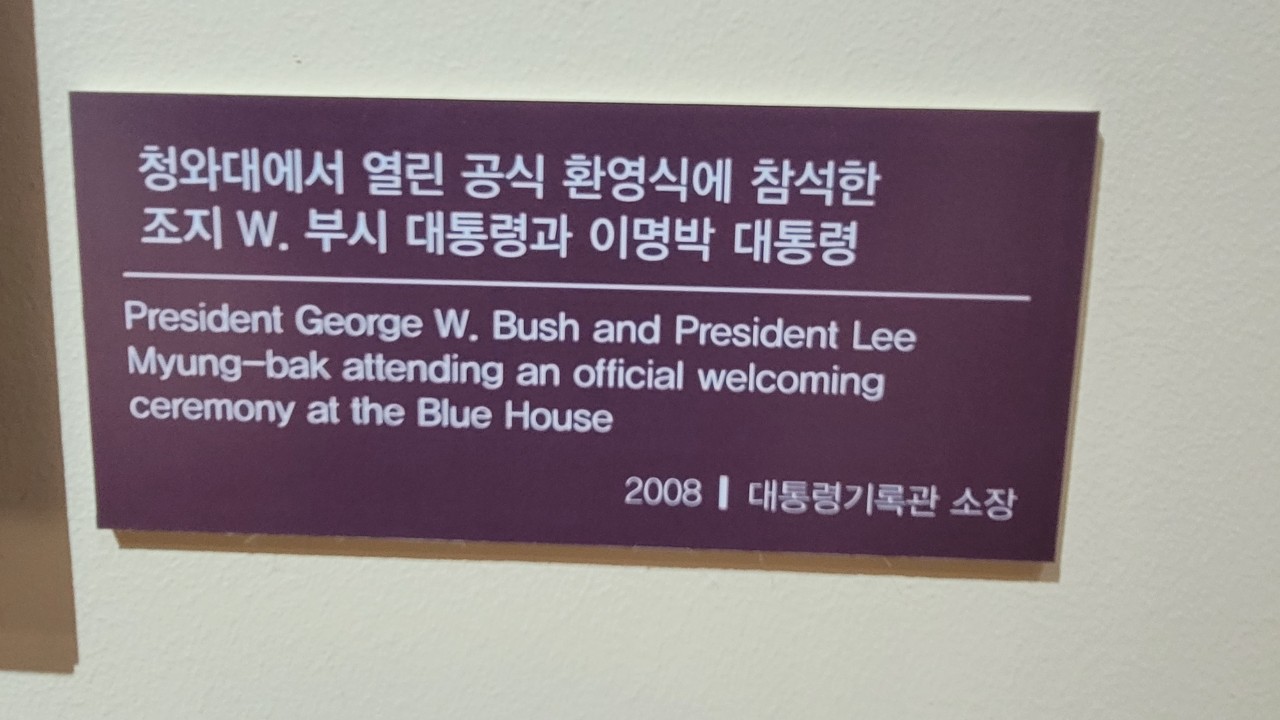 청와대에서 열린 공식 환영식에 참석한
조지 W. 부시 대통령과 이명박 대통령
President George W. Bush and President Lee
Myung-bak attending an official welcoming
ceremony at the Blue House
2008 | 대통령기록관 소장